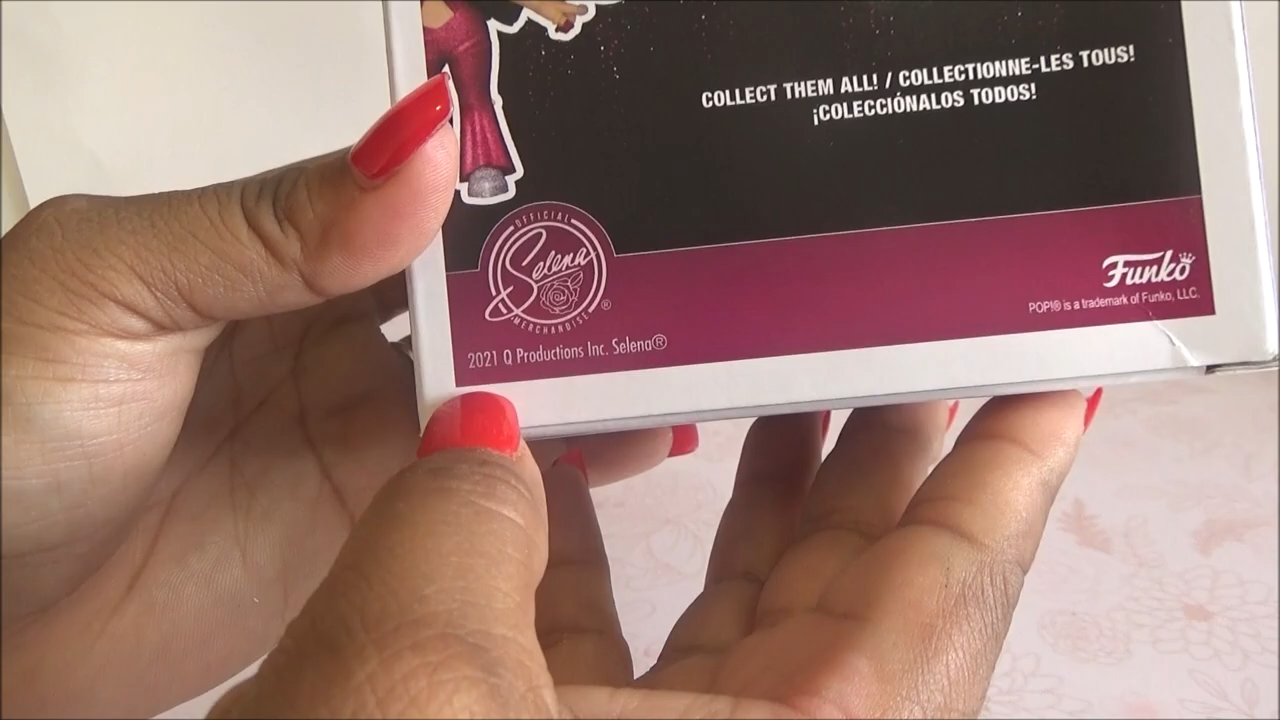 COLLECT THEM ALL! / COLLECTIONNE-LES TOUS!
¡COLECCIÓNALOS TODOS!
OFFICIAL
Selena
MERCHANDISE
®
2021 Q Productions Inc. Selena®
Funko
POP!® is a trademark of Funko, LLC.